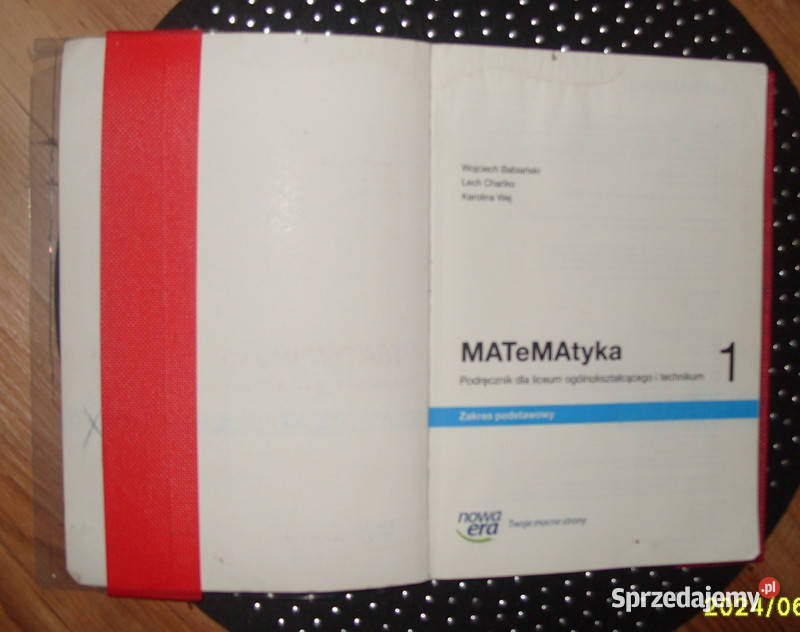 Wojciech Babiański
Lech Chańko
Karolina Wej
MATeMAtyka 1
Podręcznik dla liceum ogólnokształcącego i technikum
Zakres podstawowy
nowa
era
Twoje mocne strony
Sprzedajemy.pl
2024/06